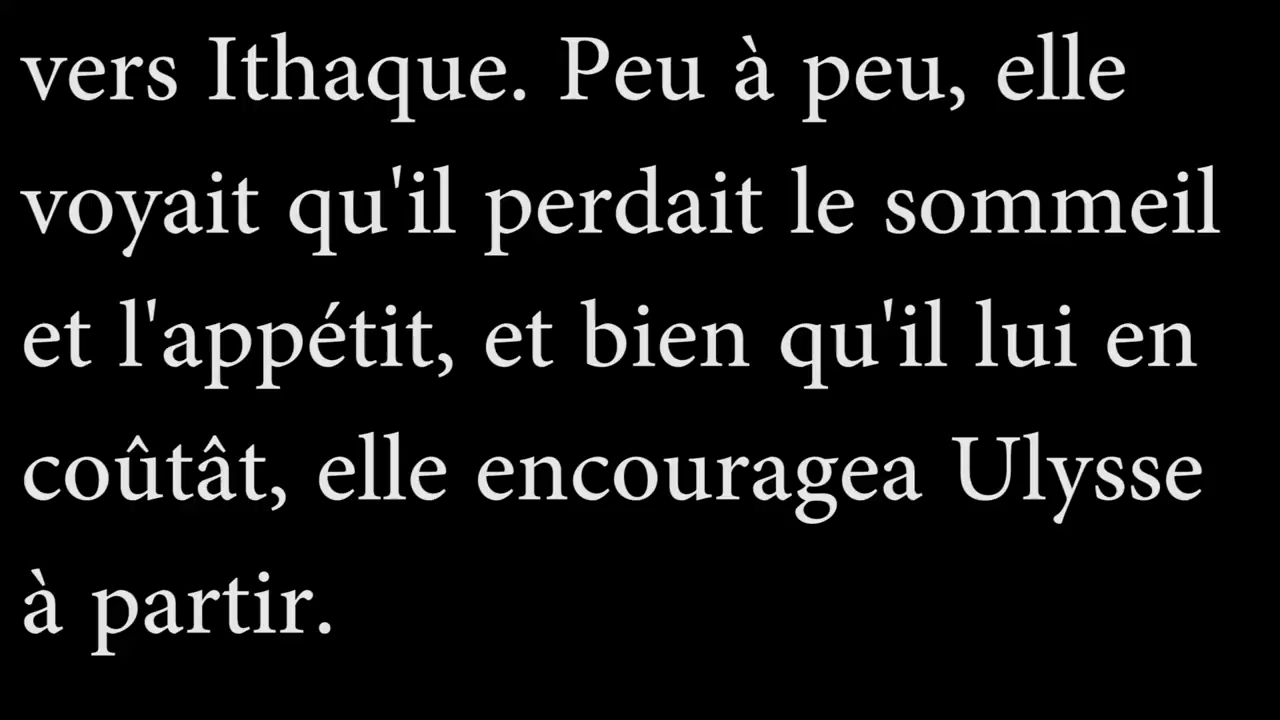 vers Ithaque. Peu à peu, elle
voyait qu'il perdait le sommeil
et l'appétit, et bien qu'il lui en
coûtât, elle encouragea Ulysse
à partir.